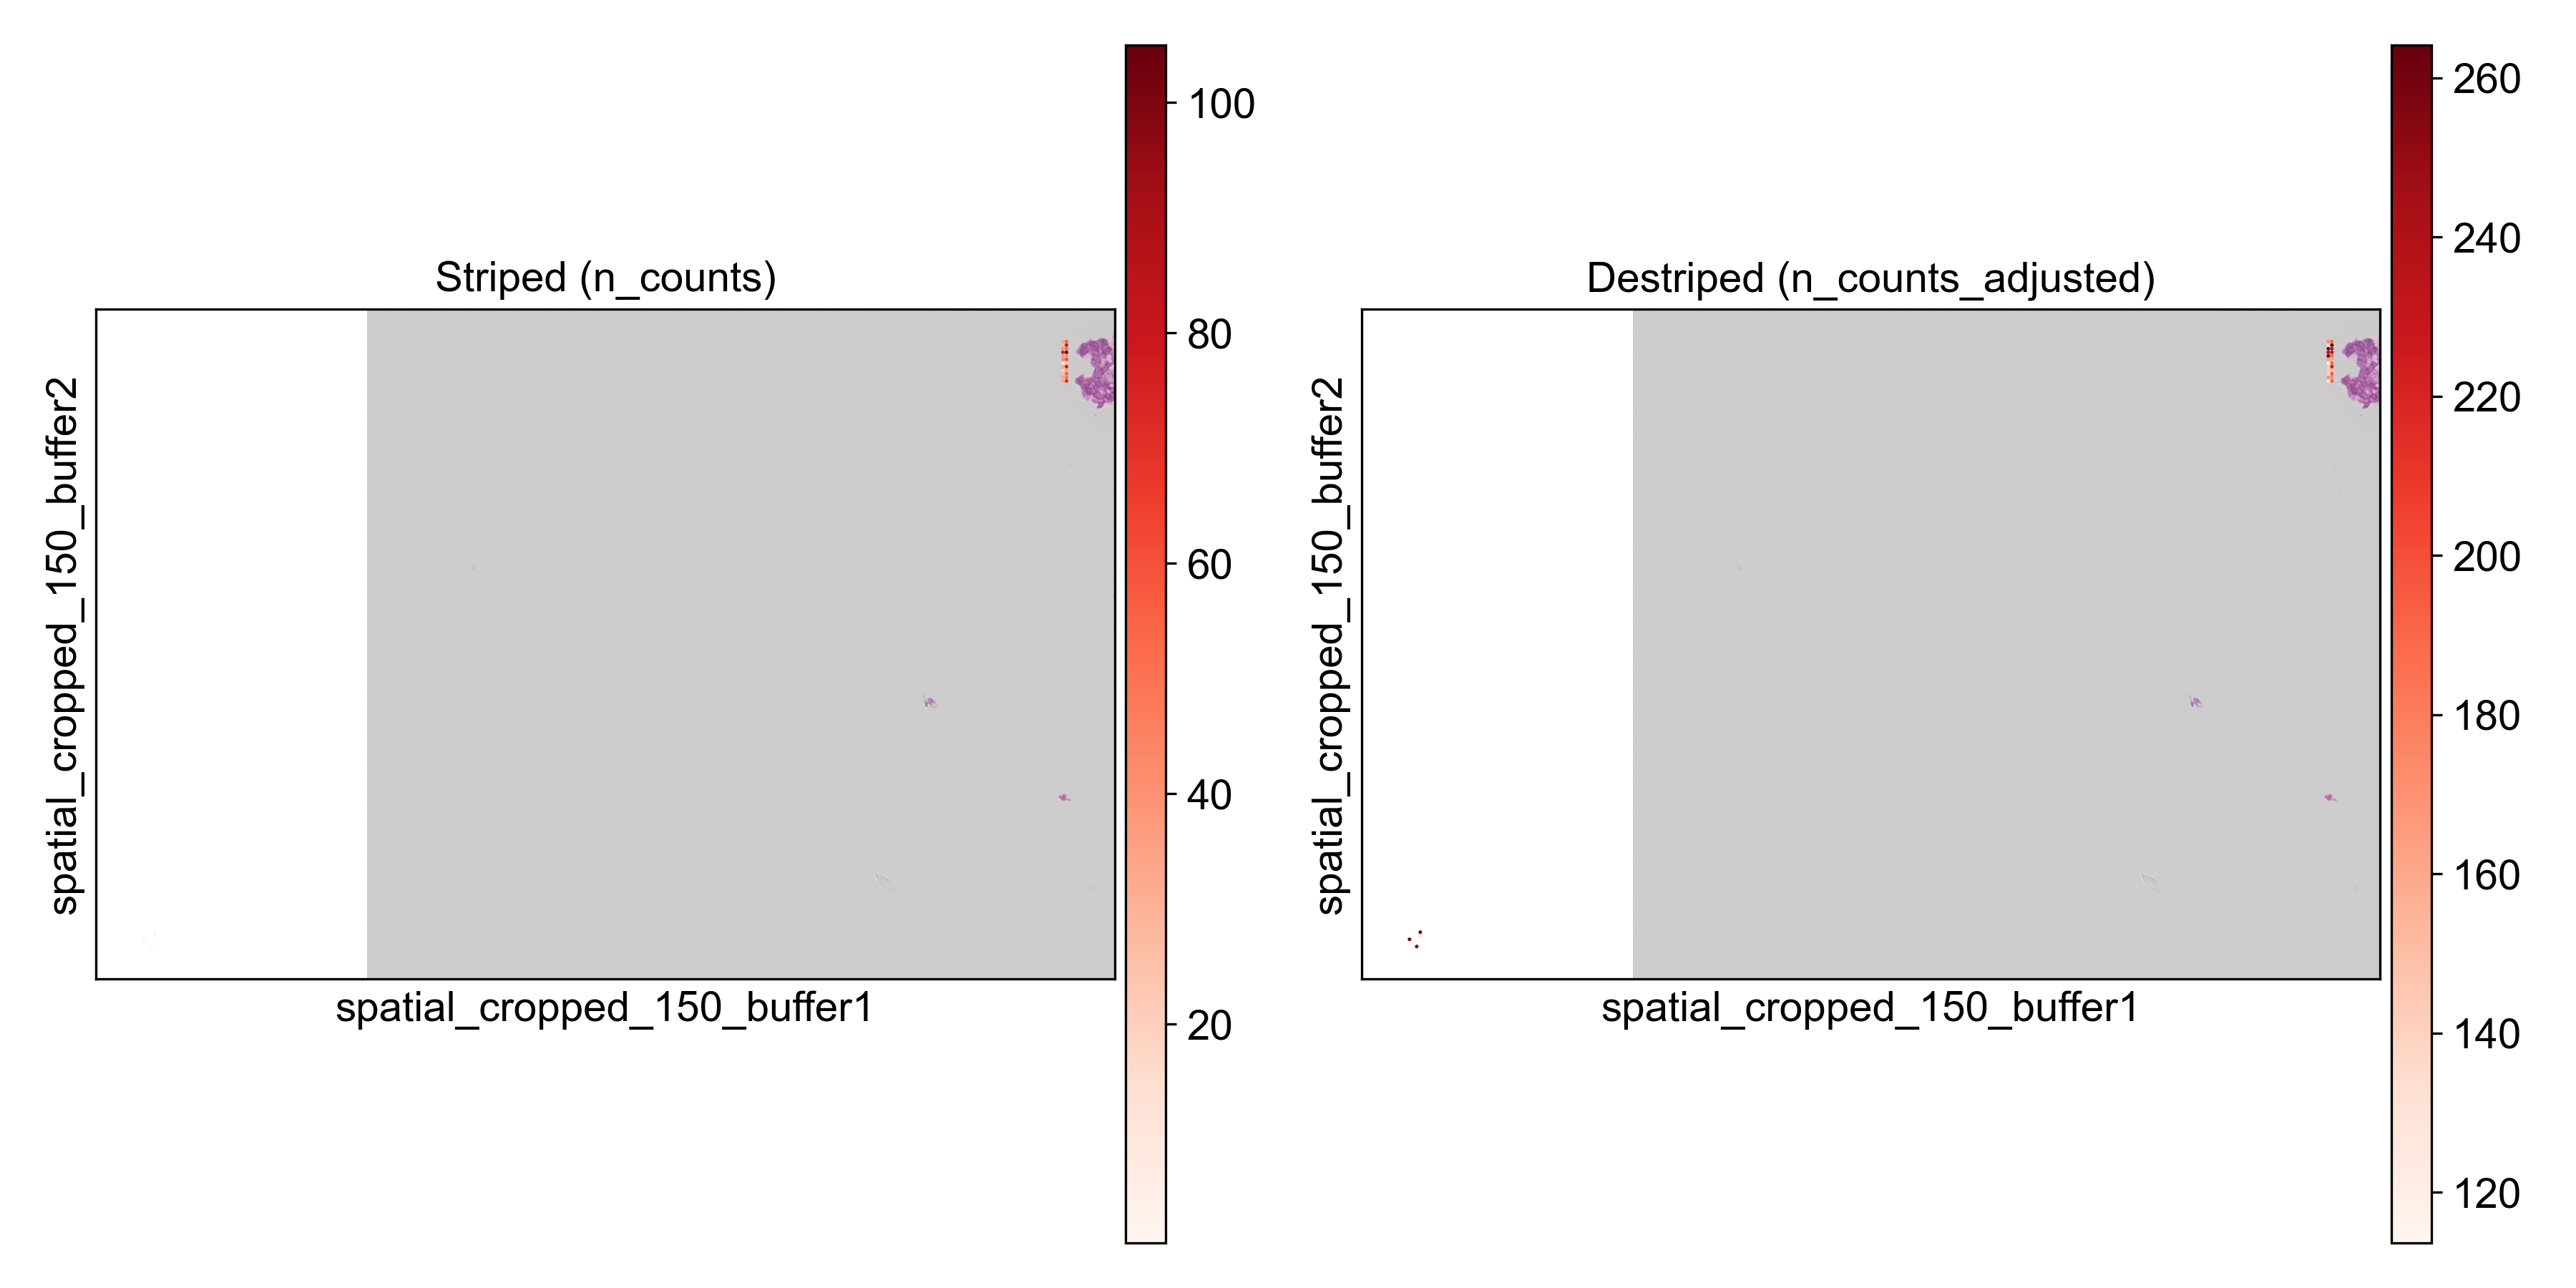 Striped (n_counts)
spatial_cropped_150_buffer2
spatial_cropped_150_buffer1
100
80
60
40
20
Destriped (n_counts_adjusted)
spatial_cropped_150_buffer2
spatial_cropped_150_buffer1
260
240
220
200
180
160
140
120